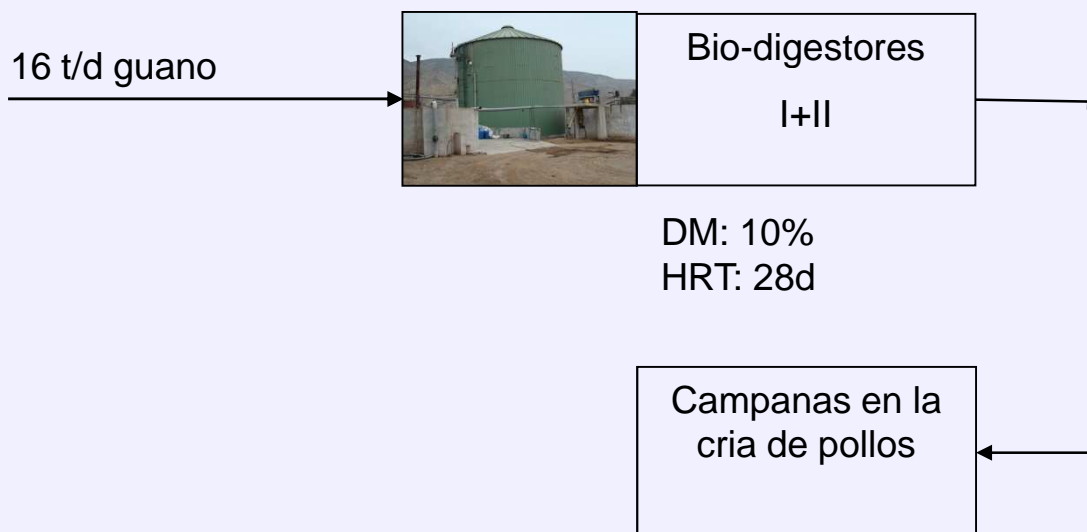 16 t/d guano
Bio-digestores
I+II
DM: 10%
HRT: 28d
Campanas en la
cria de pollos